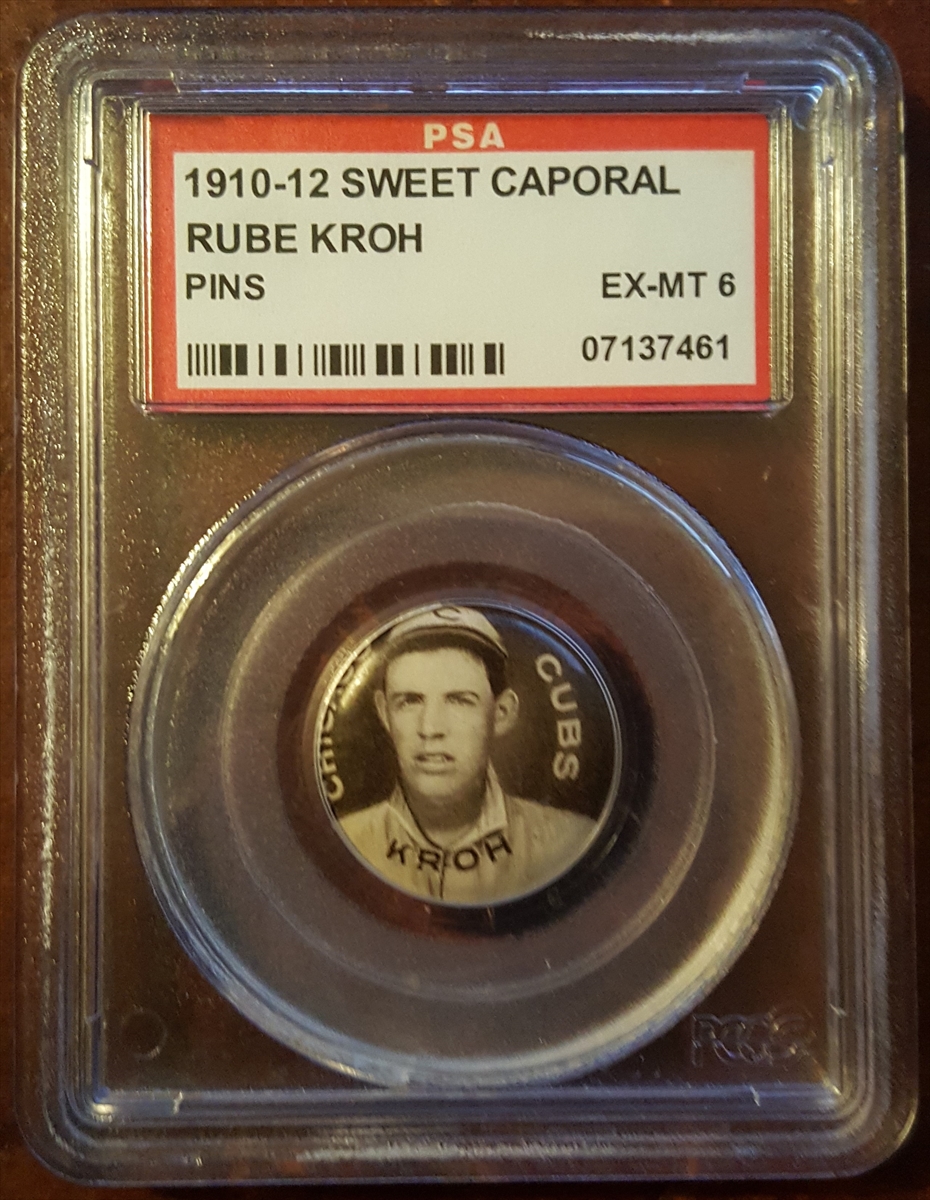 PSA
1910-12 SWEET CAPORAL
RUBE KROH
PINS EX-MT 6
07137461
C
CUBS
KROH